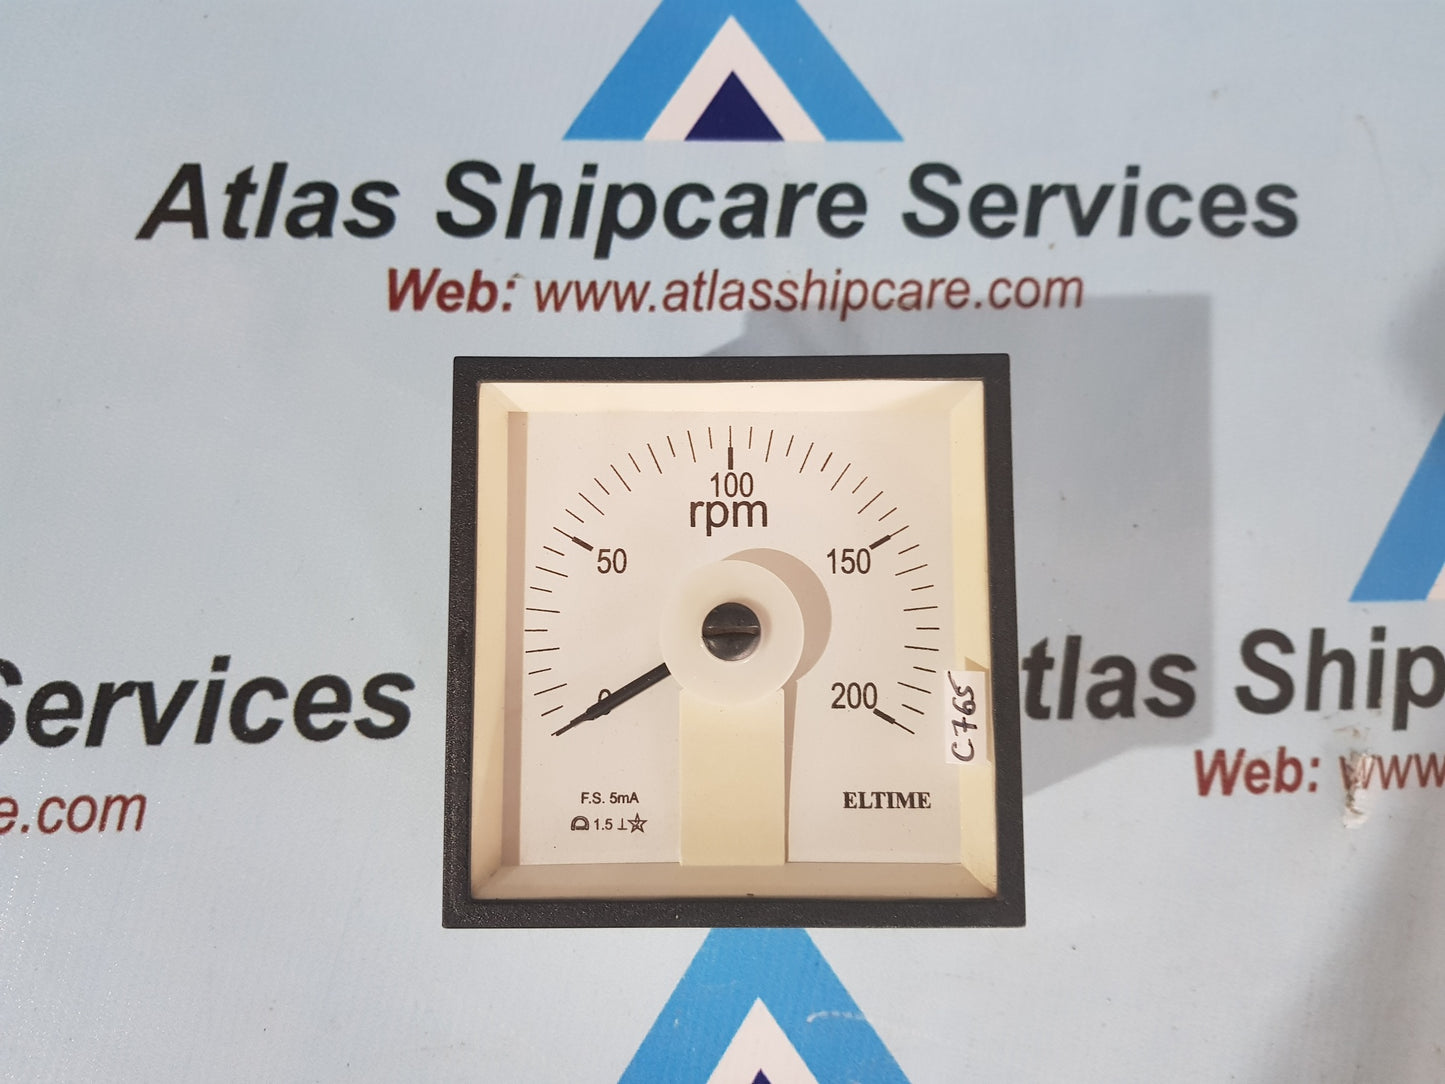 Atlas Shipcare Services
Web: www.atlasshipcare.com
0
50
100
150
200
rpm
F.S. 5mA
1.5
ELTIME
C765
Services
tlas Ship
e.com
Web: www